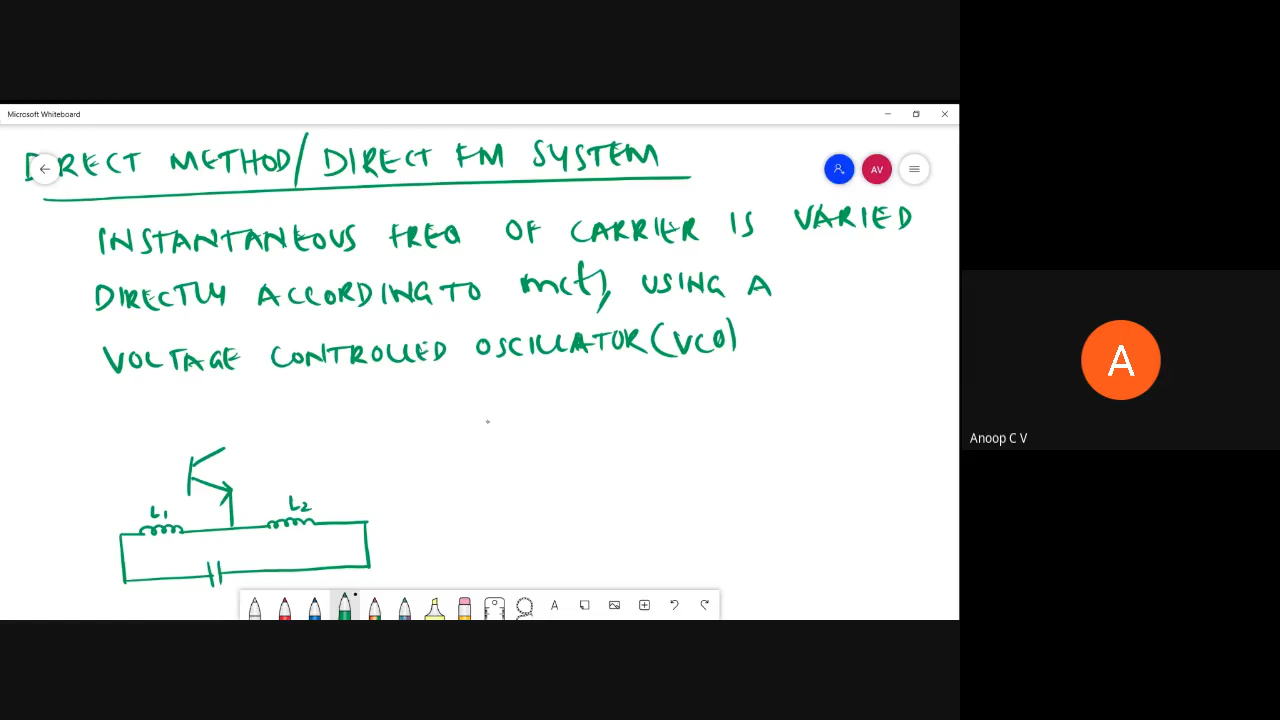 Microsoft Whiteboard
DIRECT METHOD/ DIRECT FM SYSTEM
AV
INSTANTANEOUS FREQ OF CARRIER IS VARIED
DIRECTLY ACCORDING TO m(t), USING A
VOLTAGE CONTROLLED OSCILLATOR (VCO)
A
Anoop C V
L1
L2
A